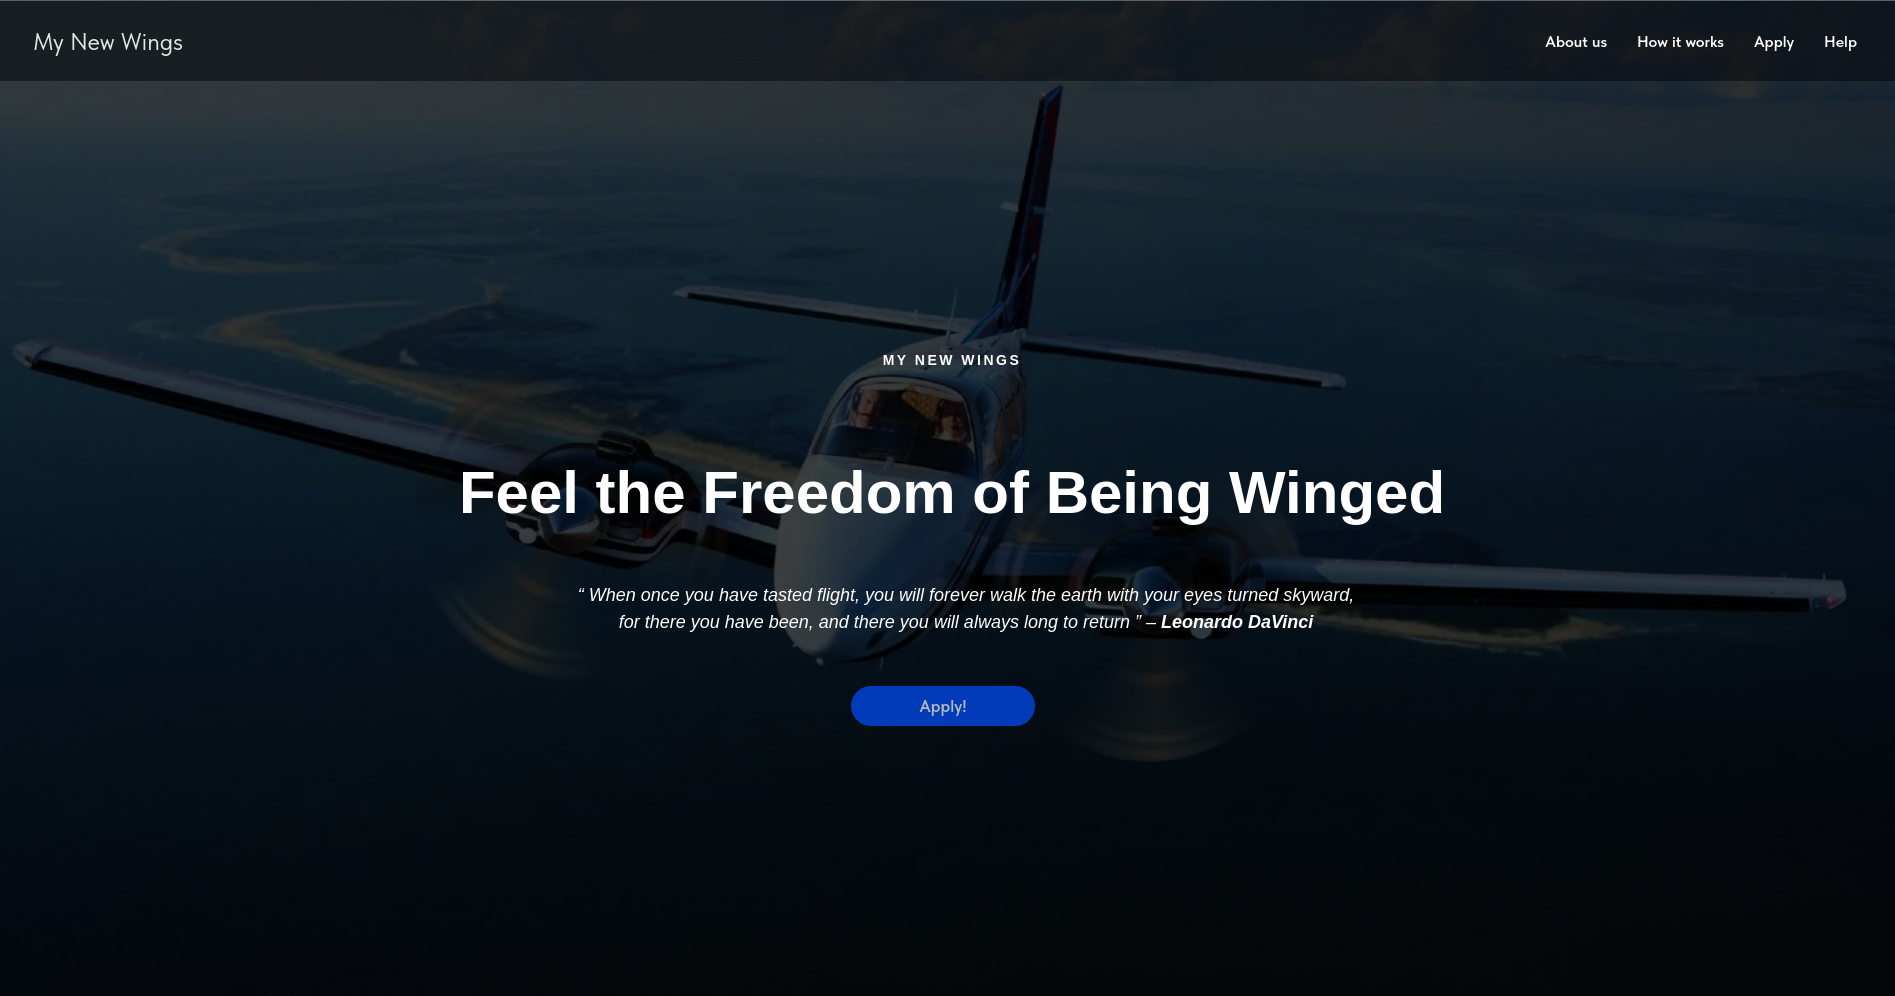 My New Wings
About us
How it works
Apply
Help
MY NEW WINGS
Feel the Freedom of Being Winged
“ When once you have tasted flight, you will forever walk the earth with your eyes turned skyward,
for there you have been, and there you will always long to return ” – Leonardo DaVinci
Apply!